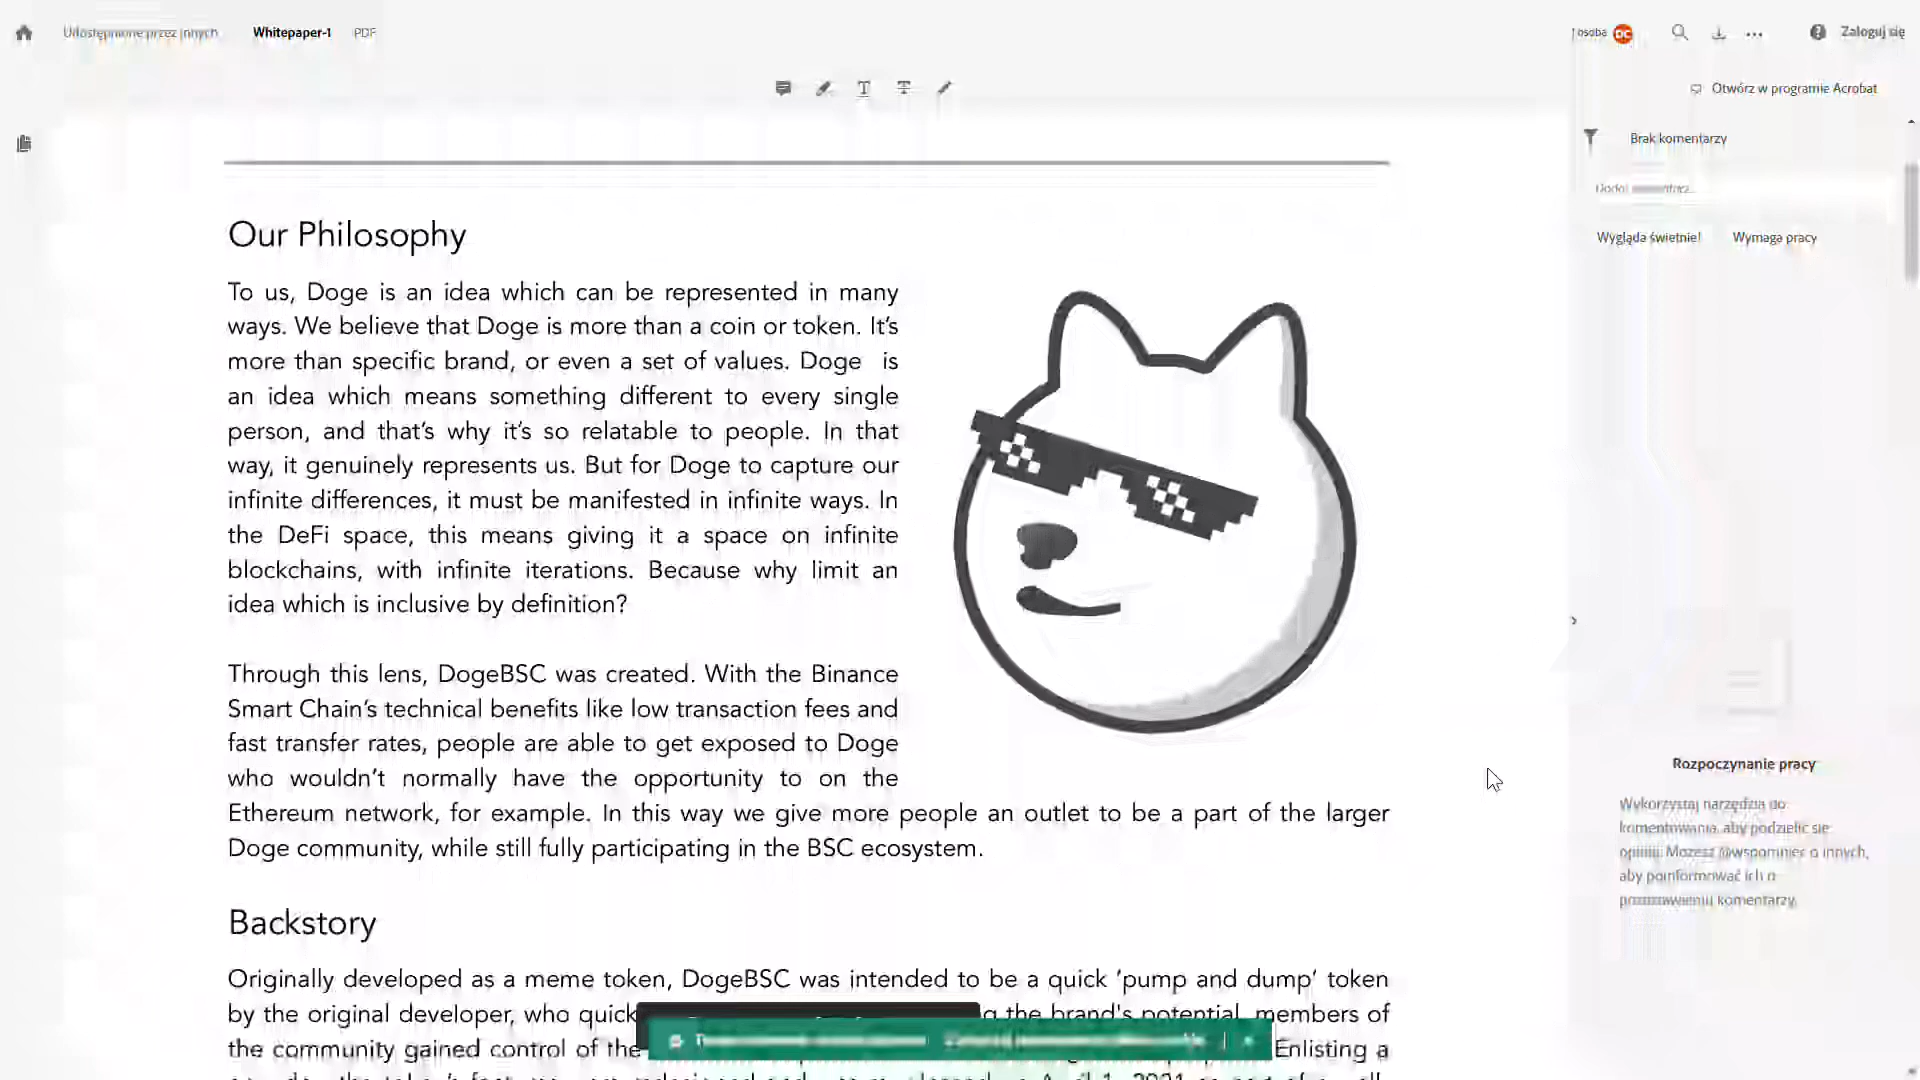 Udostępnione przez innych Whitepaper-1 PDF
1 osoba DC Zaloguj się
Otwórz w programie Acrobat
Brak komentarzy
Wygląda świetnie! Wymaga pracy
Our Philosophy
To us, Doge is an idea which can be represented in many
ways. We believe that Doge is more than a coin or token. It's
more than specific brand, or even a set of values. Doge is
an idea which means something different to every single
person, and that's why it's so relatable to people. In that
way, it genuinely represents us. But for Doge to capture our
infinite differences, it must be manifested in infinite ways. In
the DeFi space, this means giving it a space on infinite
blockchains, with infinite iterations. Because why limit an
idea which is inclusive by definition?
Through this lens, DogeBSC was created. With the Binance
Smart Chain's technical benefits like low transaction fees and
fast transfer rates, people are able to get exposed to Doge
who wouldn't normally have the opportunity to on the
Ethereum network, for example. In this way we give more people an outlet to be a part of the larger
Doge community, while still fully participating in the BSC ecosystem.
Backstory
Originally developed as a meme token, DogeBSC was intended to be a quick 'pump and dump' token
by the original developer, who quick the brand's potential, members of
the community gained control of the Enlisting a
Rozpoczynanie pracy
Wykorzystaj narzędzia do
komentowania, aby podzielić się
opinią. Możesz @wspomnieć o innych,
aby poinformować ich o
pozostawieniu komentarzy.